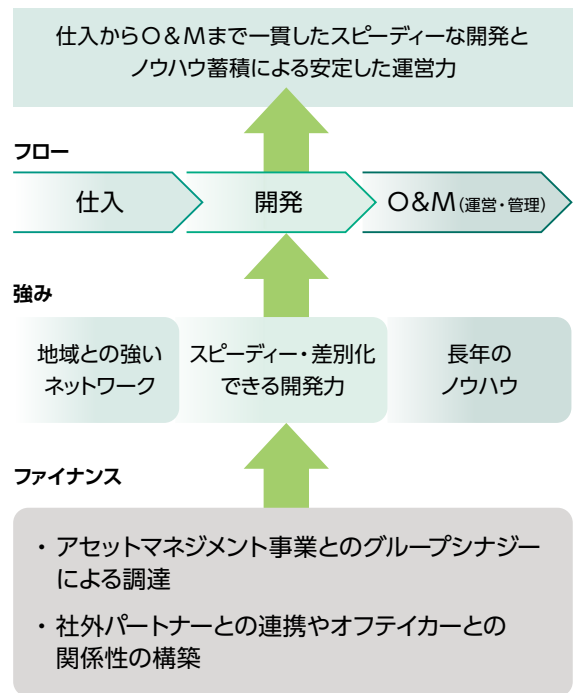 仕入からO&Mまで一貫したスピーディーな開発と
ノウハウ蓄積による安定した運営力
フロー
仕入
開発
O&M(運営・管理)
強み
地域との強い
ネットワーク
スピーディー・差別化
できる開発力
長年の
ノウハウ
ファイナンス
・アセットマネジメント事業とのグループシナジー
による調達
・社外パートナーとの連携やオフテイカーとの
関係性の構築